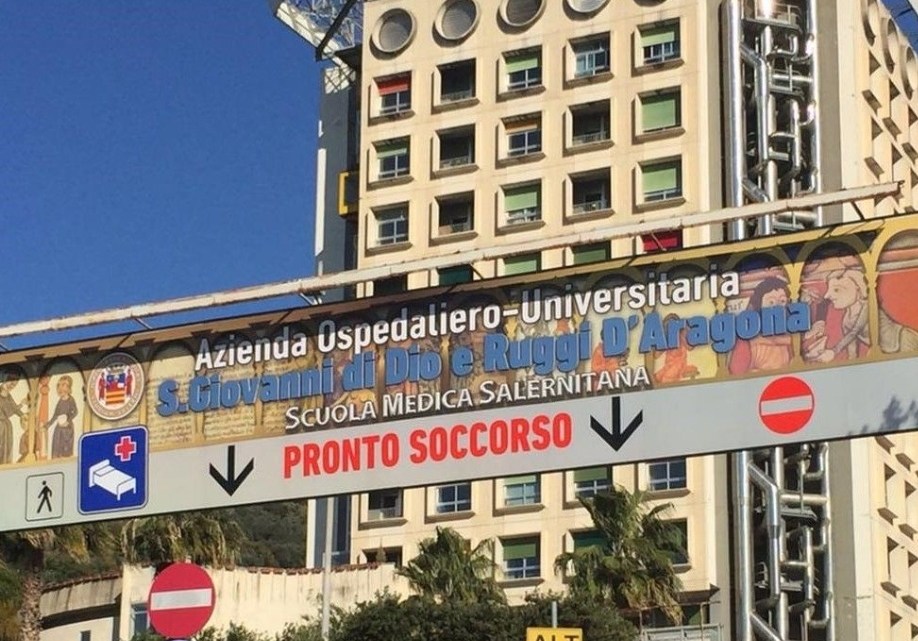 Azienda Ospedaliero-Universitaria
S.Giovanni di Dio e Ruggi D'Aragona
SCUOLA MEDICA SALERNITANA
PRONTO SOCCORSO
ALT